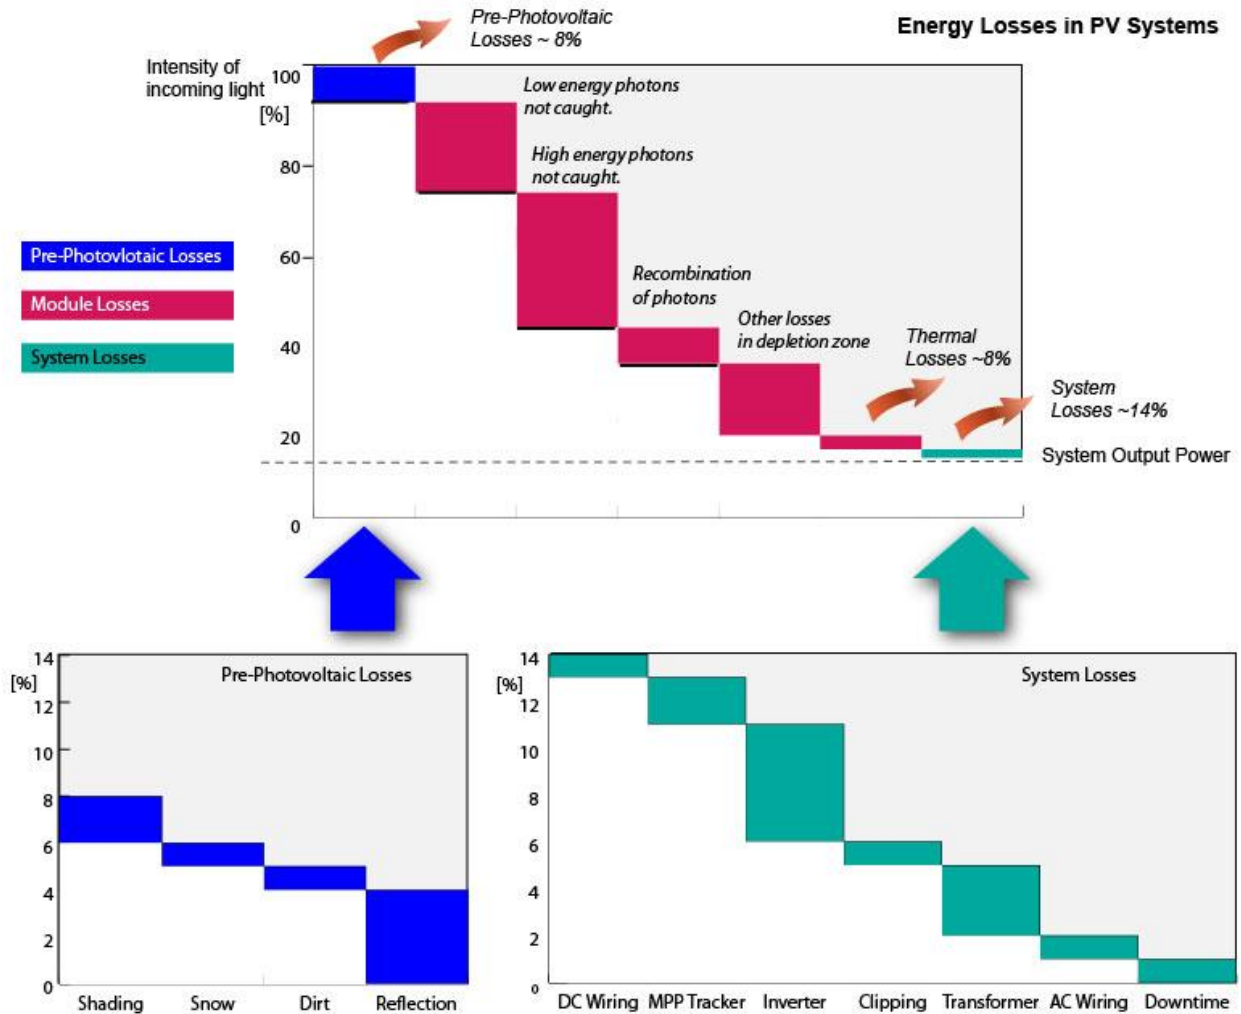 Energy Losses in PV Systems
Pre-Photovoltaic
Losses ~ 8%
Intensity of
incoming light
[%]
100
80
60
40
20
0
Low energy photons
not caught.
High energy photons
not caught.
Recombination
of photons
Other losses
in depletion zone
Thermal
Losses ~8%
System
Losses ~14%
System Output Power
Pre-Photovlotaic Losses
Module Losses
System Losses
Pre-Photovoltaic Losses
[%]
14
12
10
8
6
4
2
0
Shading Snow Dirt Reflection
System Losses
[%]
14
12
10
8
6
4
2
0
DC Wiring MPP Tracker Inverter Clipping Transformer AC Wiring Downtime